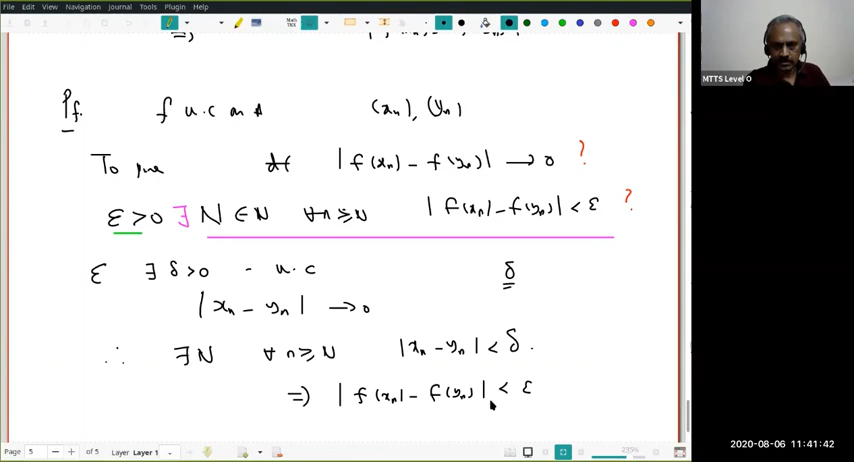 File Edit View Navigation Journal Tools Plugin Help
Pf. f u.c on A (xₙ), (yₙ)
To prove |f(xₙ) - f(yₙ)| → 0 ?
ε > 0 ∃ N ∈ N ∀n ≥ N |f(xₙ) - f(yₙ)| < ε ?
ε ∃ δ > 0 - u.c δ
|xₙ - yₙ| → 0
∴ ∃N ∀ n ≥ N |xₙ - yₙ| < δ.
⇒ |f(xₙ) - f(yₙ)| < ε
MTTS Level O
2020-08-06 11:41:42
Page 5 of 5 Layer Layer 1 235%